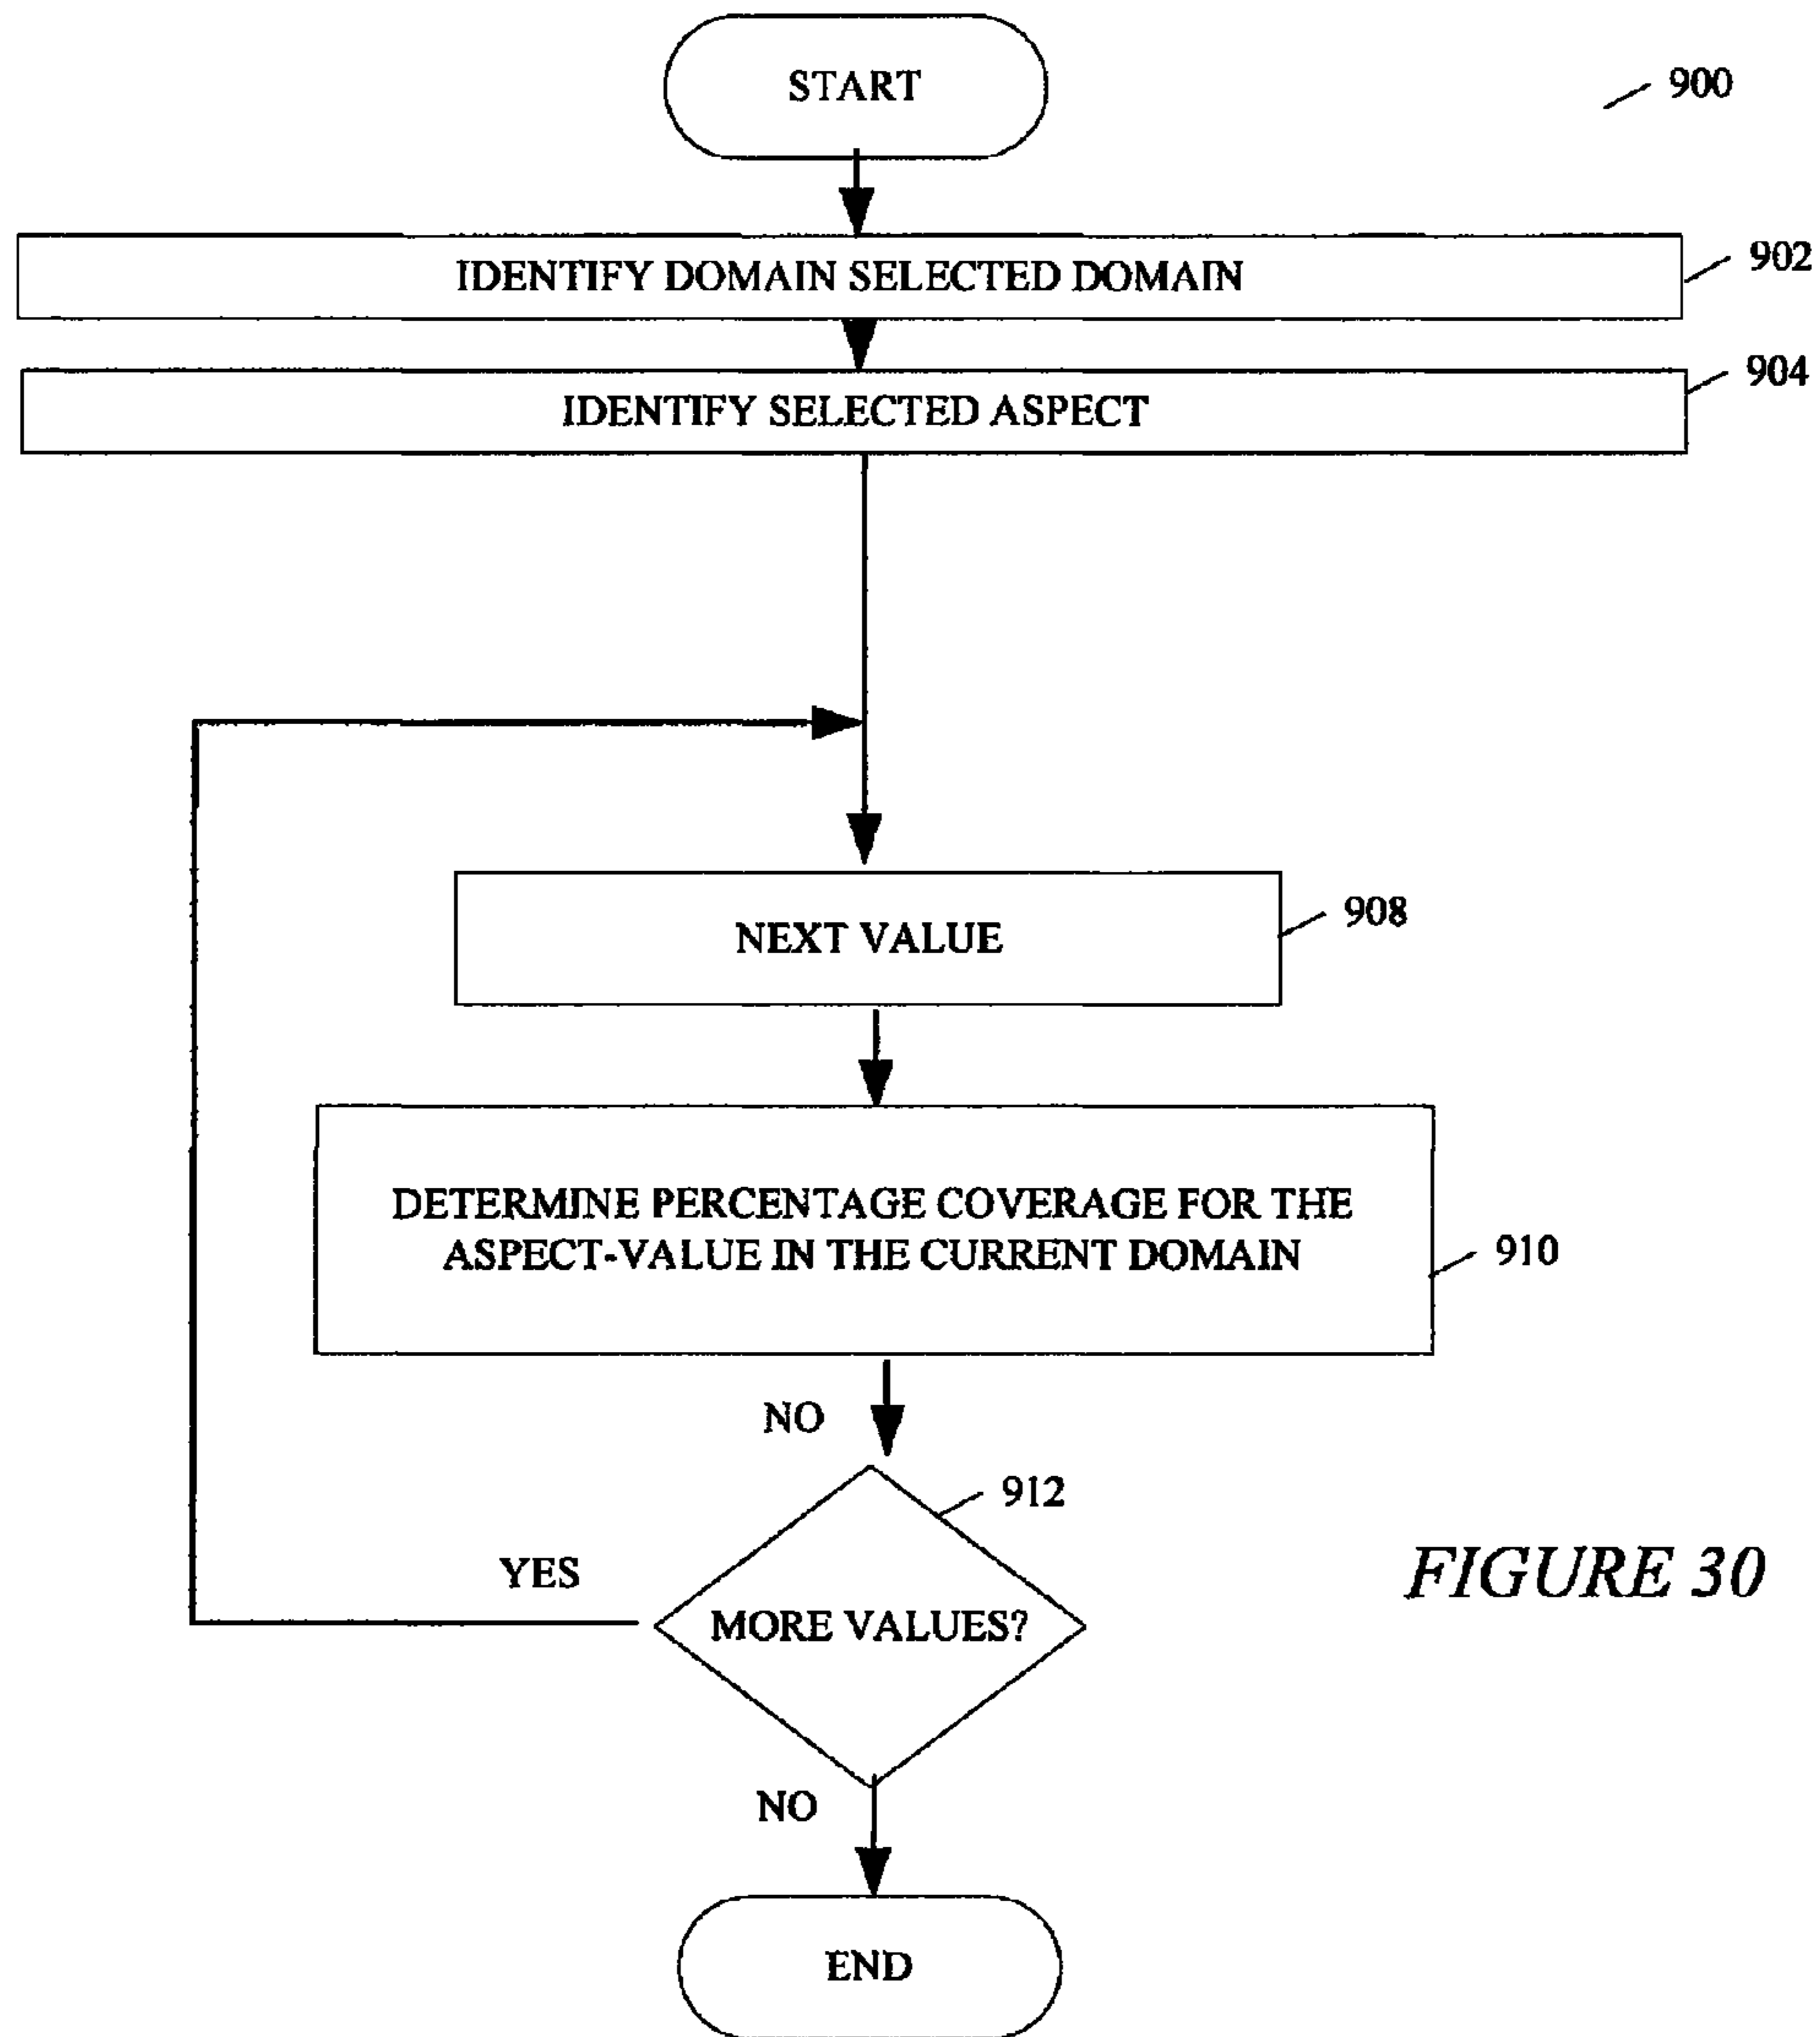 START
900
IDENTIFY DOMAIN SELECTED DOMAIN
902
IDENTIFY SELECTED ASPECT
904
NEXT VALUE
908
DETERMINE PERCENTAGE COVERAGE FOR THE
ASPECT-VALUE IN THE CURRENT DOMAIN
910
NO
912
YES
MORE VALUES?
FIGURE 30
NO
END